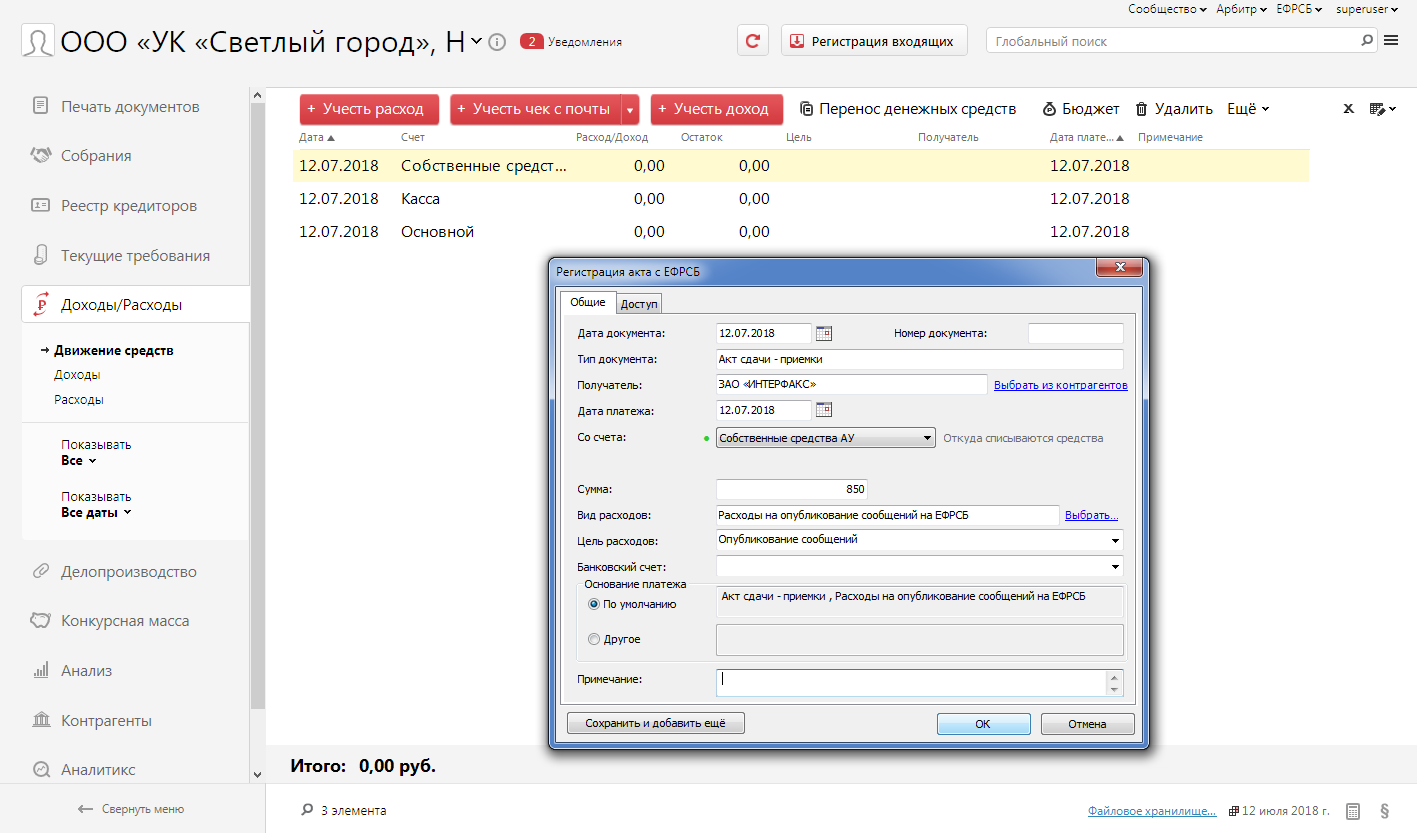 Сообщество Арбитр ЕФРСБ superuser
ООО «УК «Светлый город», Н 2 Уведомления Регистрация входящих Глобальный поиск
Печать документов
Собрания
Реестр кредиторов
Текущие требования
Доходы/Расходы
→ Движение средств
Доходы
Расходы
Показывать
Все
Показывать
Все даты
Делопроизводство
Конкурсная масса
Анализ
Контрагенты
Аналитикс
← Свернуть меню
+ Учесть расход + Учесть чек с почты + Учесть доход Перенос денежных средств Бюджет Удалить Ещё X
Дата Счет Расход/Доход Остаток Цель Получатель Дата плате... Примечание
12.07.2018 Собственные средст... 0,00 0,00 12.07.2018
12.07.2018 Касса 0,00 0,00 12.07.2018
12.07.2018 Основной 0,00 0,00 12.07.2018
Регистрация акта с ЕФРСБ
Общие Доступ
Дата документа: 12.07.2018 Номер документа:
Тип документа: Акт сдачи - приемки
Получатель: ЗАО «ИНТЕРФАКС» Выбрать из контрагентов
Дата платежа: 12.07.2018
Со счета: Собственные средства АУ Откуда списываются средства
Сумма: 850
Вид расходов: Расходы на опубликование сообщений на ЕФРСБ Выбрать...
Цель расходов: Опубликование сообщений
Банковский счет:
Основание платежа
По умолчанию Акт сдачи - приемки , Расходы на опубликование сообщений на ЕФРСБ
Другое
Примечание:
Сохранить и добавить ещё OK Отмена
Итого: 0,00 руб.
3 элемента Файловое хранилище... 12 июля 2018 г. §